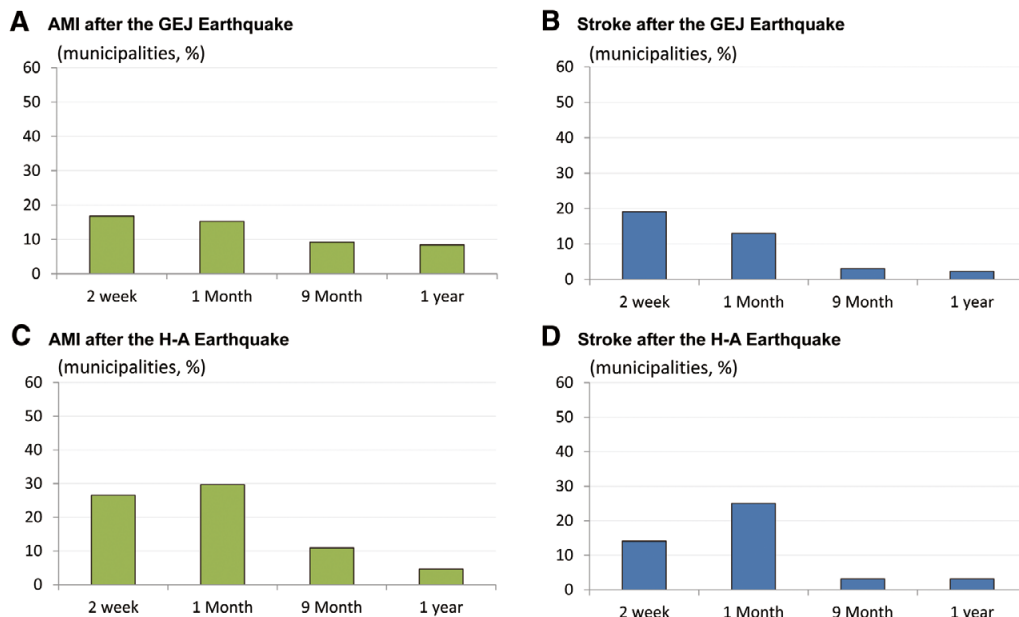 A AMI after the GEJ Earthquake
(municipalities, %)
60
50
40
30
20
10
0
2 week 1 Month 9 Month 1 year
B Stroke after the GEJ Earthquake
(municipalities, %)
60
50
40
30
20
10
0
2 week 1 Month 9 Month 1 year
C AMI after the H-A Earthquake
(municipalities, %)
60
50
40
30
20
10
0
2 week 1 Month 9 Month 1 year
D Stroke after the H-A Earthquake
(municipalities, %)
60
50
40
30
20
10
0
2 week 1 Month 9 Month 1 year